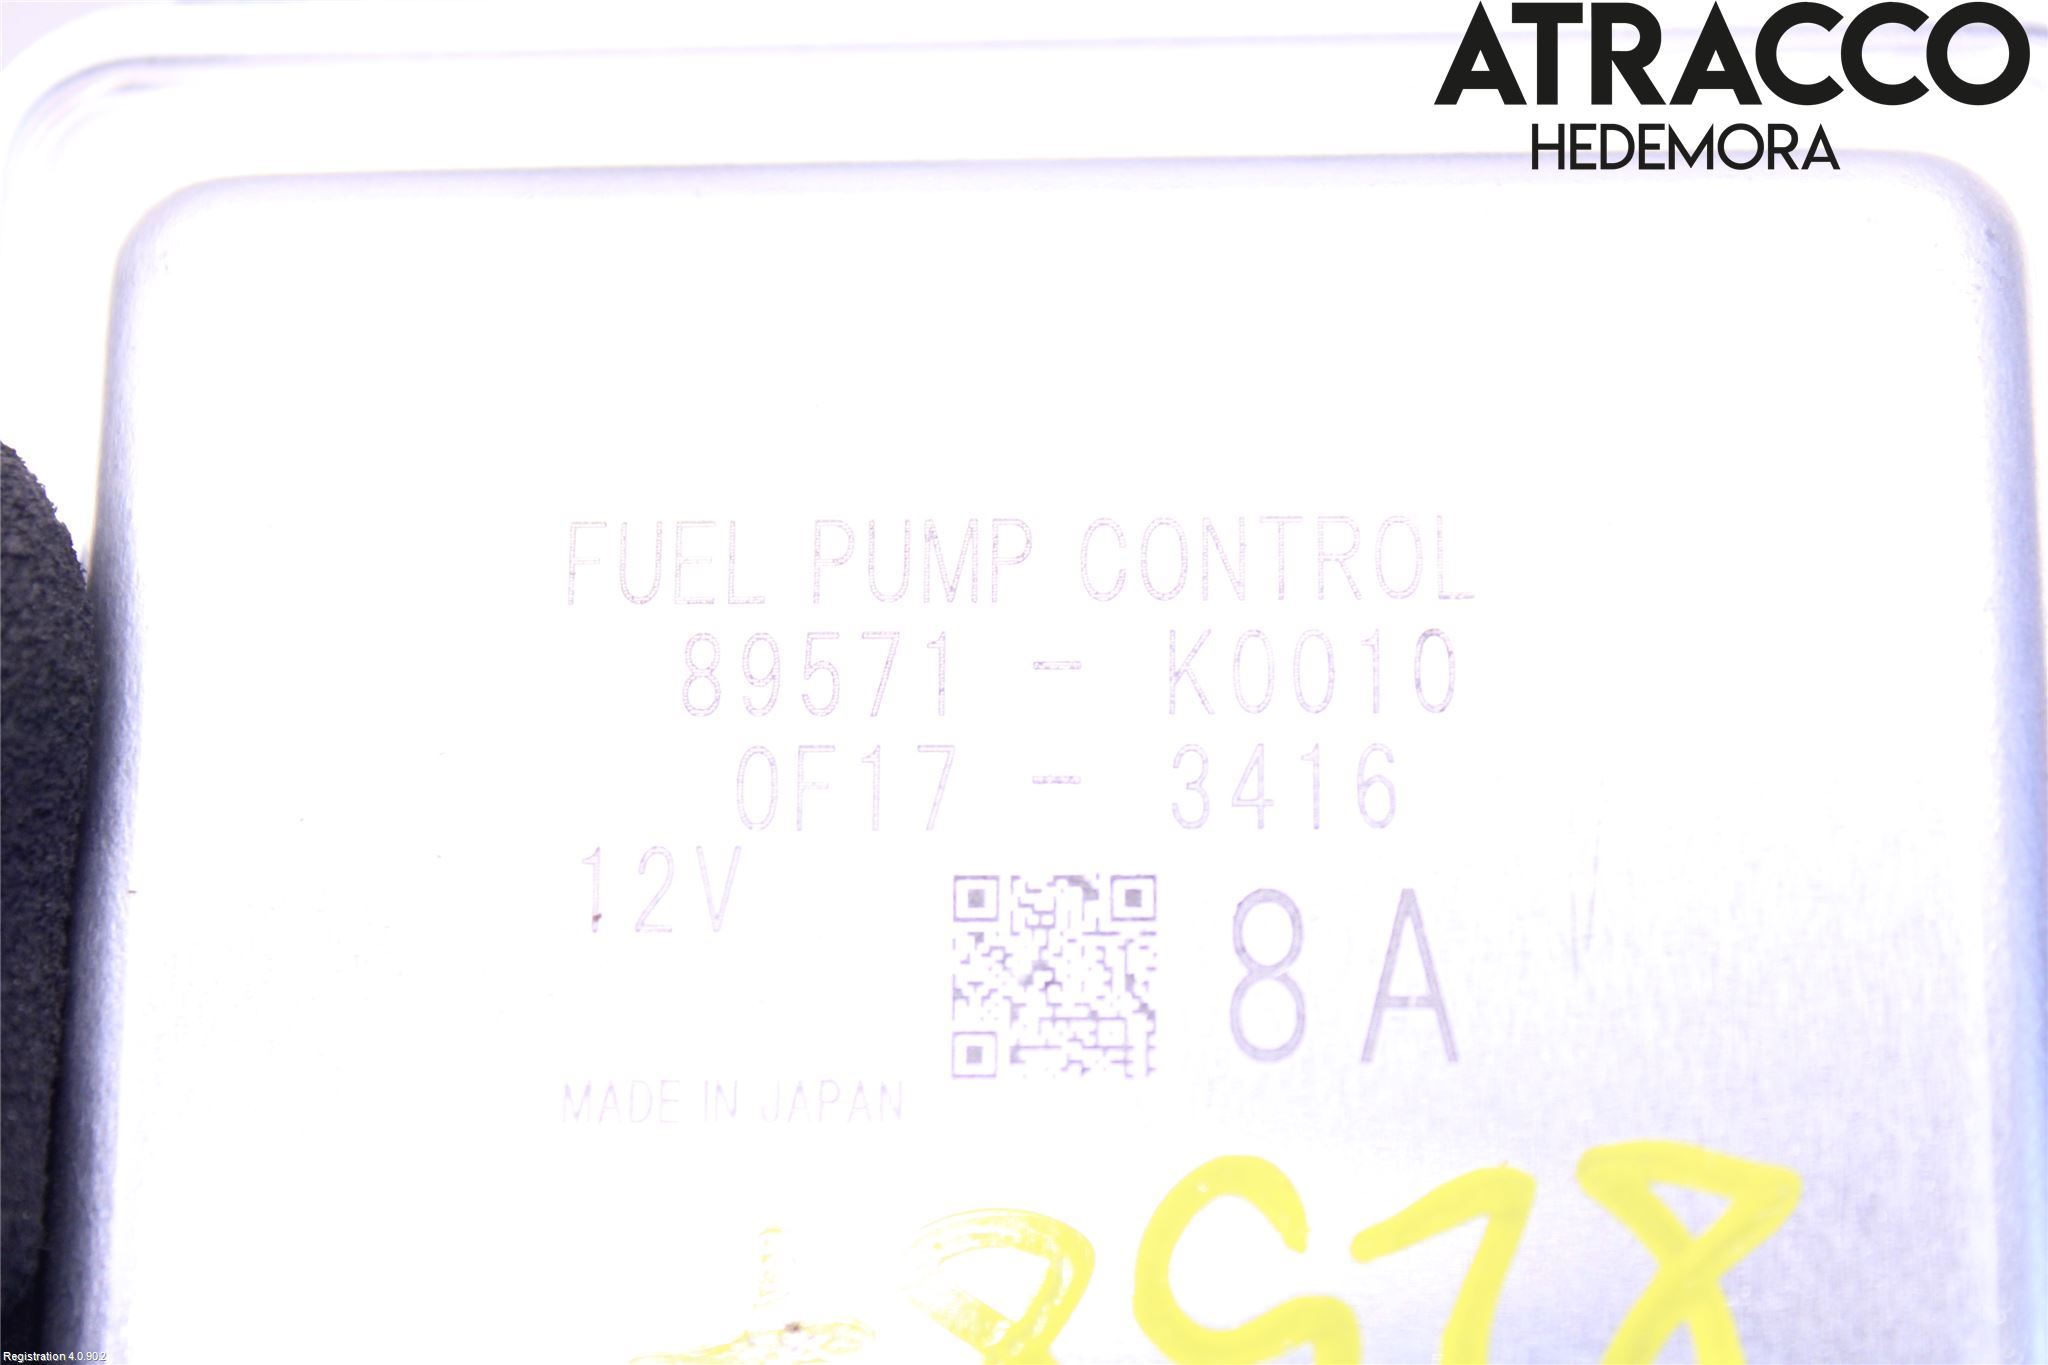 ATRACCO
HEDEMORA
FUEL PUMP CONTROL
89571 - K0010
0F17 - 3416
12V
8A
MADE IN JAPAN
Registration 4.0.90.2